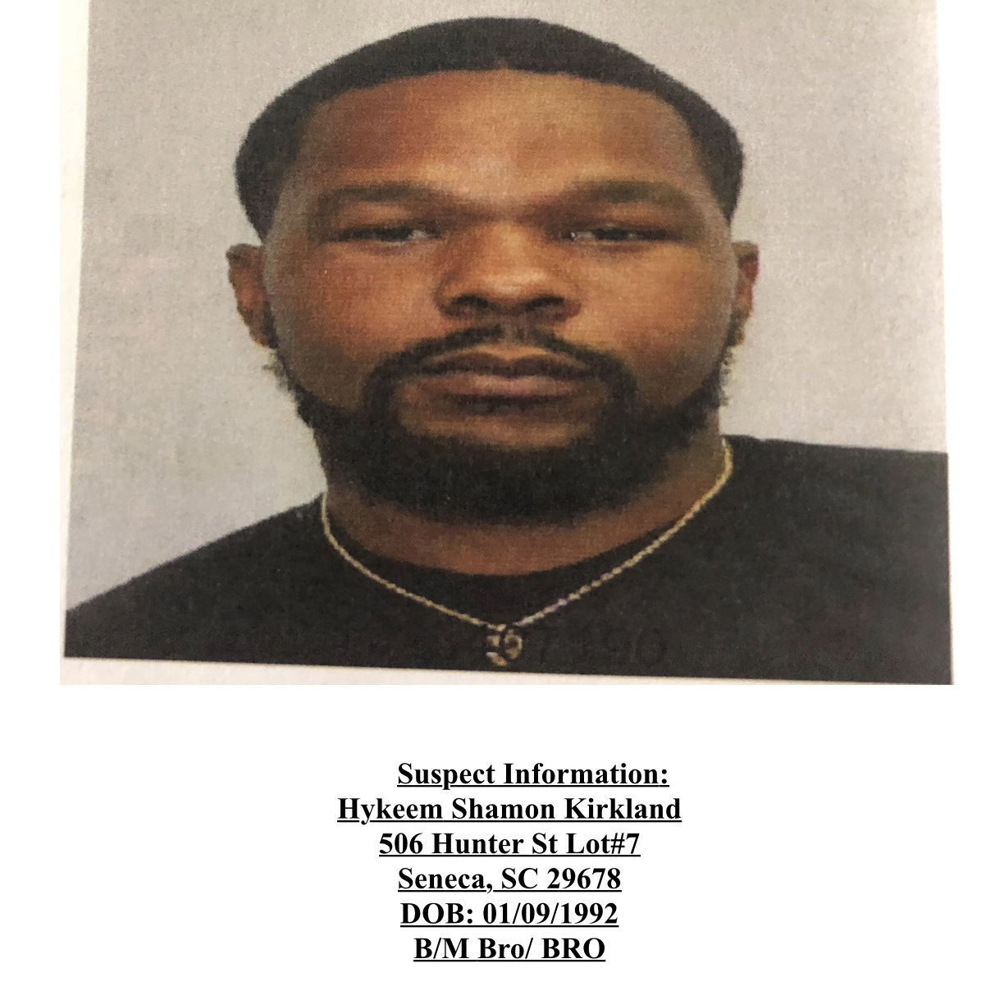 Suspect Information:
Hykeem Shamon Kirkland
506 Hunter St Lot#7
Seneca, SC 29678
DOB: 01/09/1992
B/M Bro/ BRO